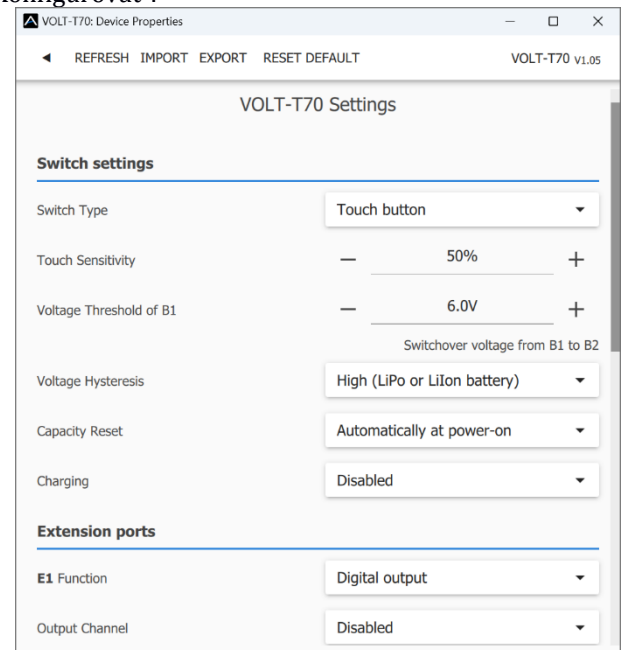 VOLT-T70: Device Properties
REFRESH IMPORT EXPORT RESET DEFAULT VOLT-T70 V1.05
VOLT-T70 Settings
Switch settings
Switch Type Touch button
Touch Sensitivity — 50% +
Voltage Threshold of B1 — 6.0V +
Switchover voltage from B1 to B2
Voltage Hysteresis High (LiPo or LiIon battery)
Capacity Reset Automatically at power-on
Charging Disabled
Extension ports
E1 Function Digital output
Output Channel Disabled